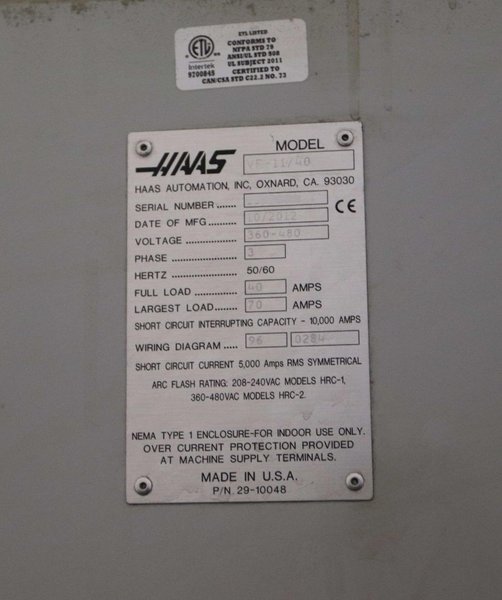 ETL LISTED
CONFORMS TO
NFPA STD 79
ANSI/UL STD 508
UL SUBJECT 2011
CERTIFIED TO
CAN/CSA STD C22.2 NO. 73
ETL
Intertek
9700845
HAAS
MODEL
VF-11/40
HAAS AUTOMATION, INC, OXNARD, CA. 93030
SERIAL NUMBER .......
DATE OF MFG ............ 10/2012
CE
VOLTAGE .................. 360-480
PHASE ...................... 3
HERTZ ...................... 50/60
FULL LOAD ............... 40 AMPS
LARGEST LOAD........ 70 AMPS
SHORT CIRCUIT INTERRUPTING CAPACITY - 10,000 AMPS
WIRING DIAGRAM ..... 96 0284
SHORT CIRCUIT CURRENT 5,000 Amps RMS SYMMETRICAL
ARC FLASH RATING: 208-240VAC MODELS HRC-1,
360-480VAC MODELS HRC-2.
NEMA TYPE 1 ENCLOSURE-FOR INDOOR USE ONLY.
OVER CURRENT PROTECTION PROVIDED
AT MACHINE SUPPLY TERMINALS.
MADE IN U.S.A.
P/N. 29-10048